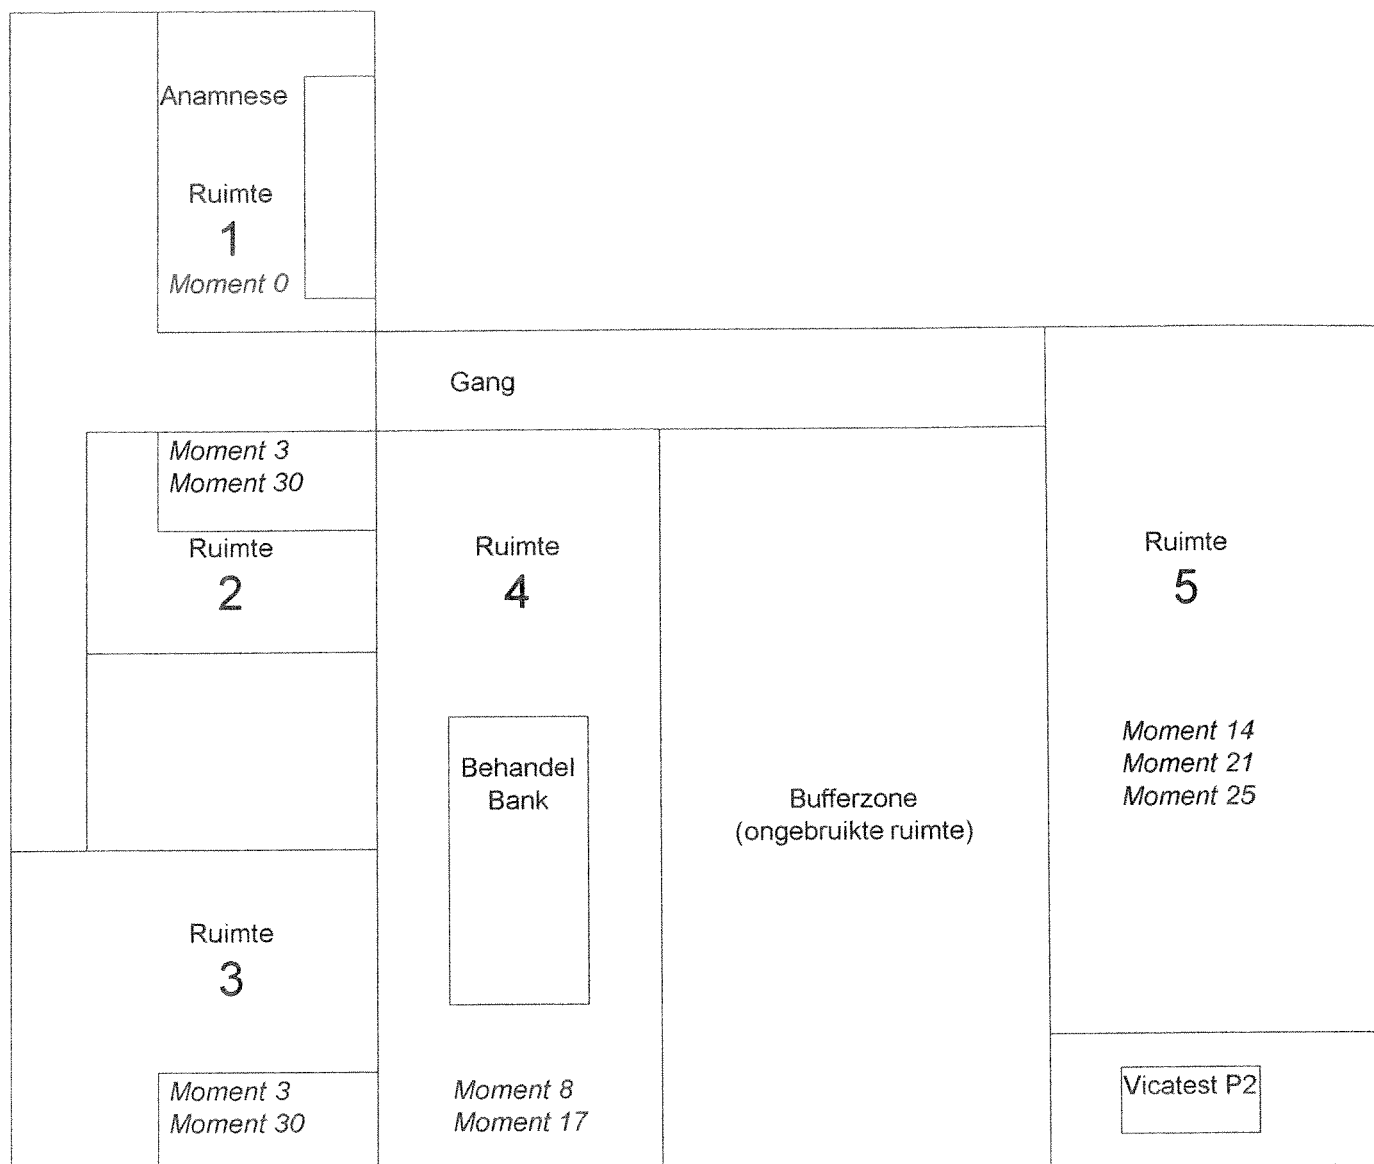 Anamnese
Ruimte
1
Moment 0
Gang
Moment 3
Moment 30
Ruimte
2
Ruimte
4
Ruimte
5
Behandel
Bank
Bufferzone
(ongebruikte ruimte)
Moment 14
Moment 21
Moment 25
Ruimte
3
Moment 3
Moment 30
Moment 8
Moment 17
Vicatest P2